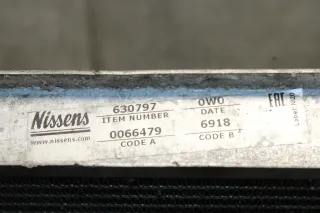 Nissens
www.nissens.com
630797
ITEM NUMBER
0066479
CODE A
0W0
DATE
6918
CODE B
EAC